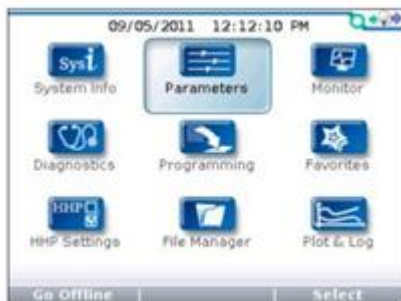 09/05/2011 12:12:10 PM
Sys i
System Info
Parameters
Monitor
Diagnostics
Programming
Favorites
HHP
HHP Settings
File Manager
Plot & Log
Go Offline
Select